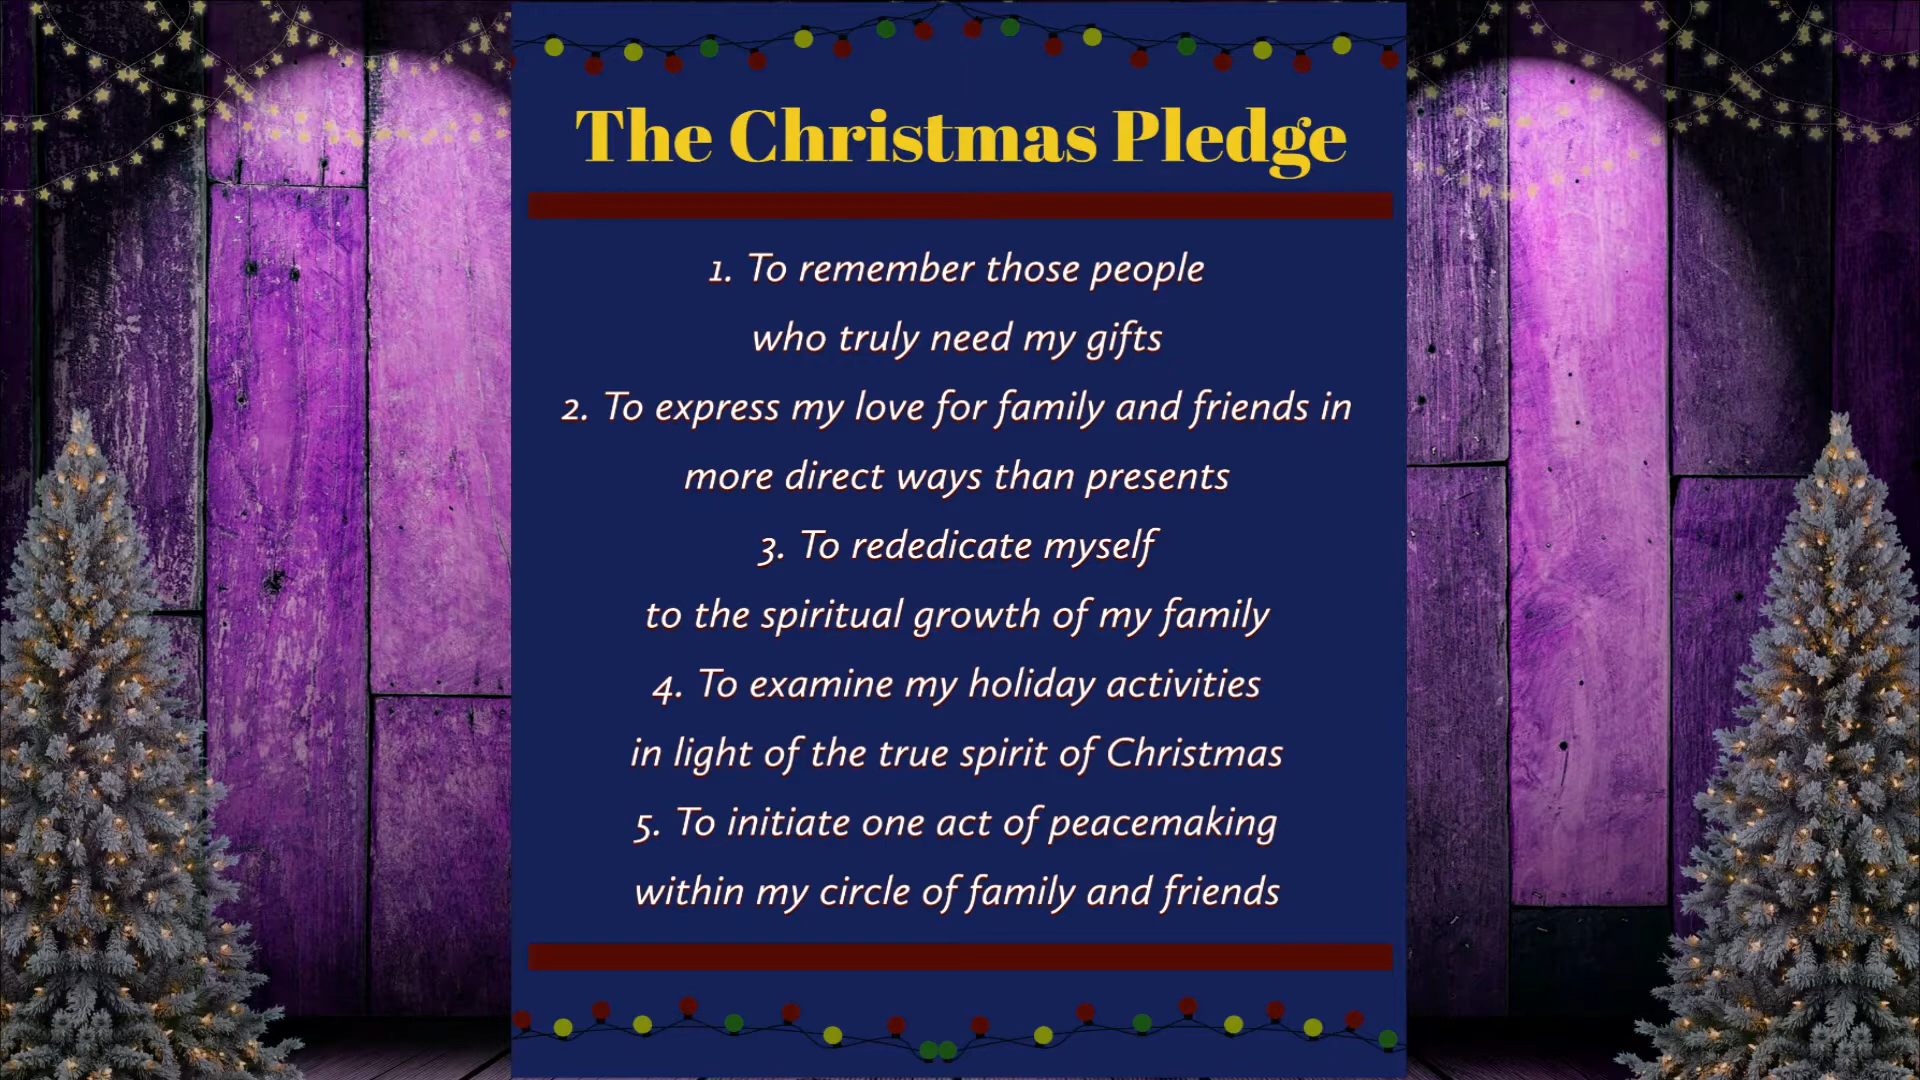 The Christmas Pledge
1. To remember those people
who truly need my gifts
2. To express my love for family and friends in
more direct ways than presents
3. To rededicate myself
to the spiritual growth of my family
4. To examine my holiday activities
in light of the true spirit of Christmas
5. To initiate one act of peacemaking
within my circle of family and friends